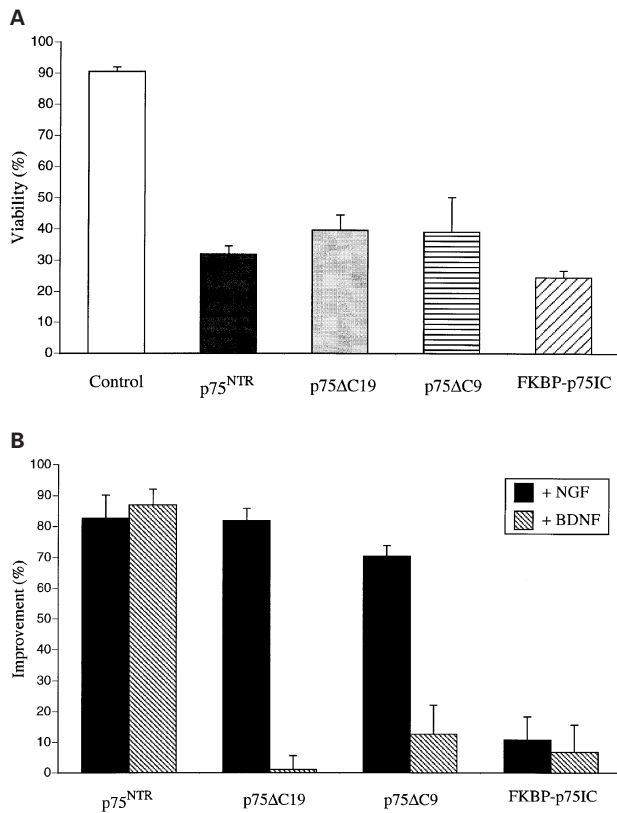 A
100
90
80
70
60
50
40
30
20
10
0
Viability (%)
Control
p75NTR
p75ΔC19
p75ΔC9
FKBP-p75IC
B
100
90
80
70
60
50
40
30
20
10
0
Improvement (%)
+ NGF
+ BDNF
p75NTR
p75ΔC19
p75ΔC9
FKBP-p75IC